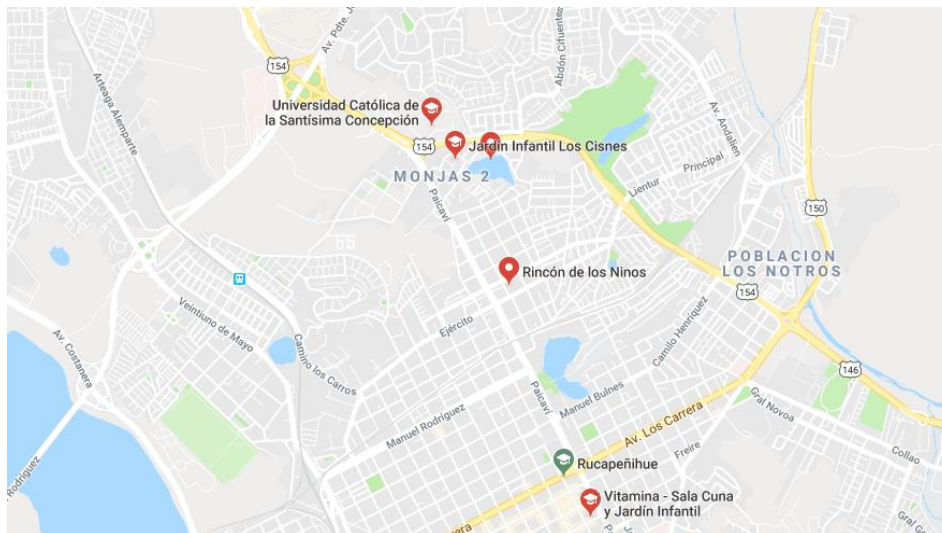 154
Av. Pdte. J
Abdón Cifuentes
Arteaga Alemparte
Universidad Católica de
la Santísima Concepción
Av. Andalien
154
Jardín Infantil Los Cisnes
MONJAS 2
Principal
Lientur
Paicaví
150
POBLACION
LOS NOTROS
Rincón de los Ninos
154
Veintiuno de Mayo
Ejército
Camilo Henríquez
Av. Costanera
Camino los Carros
146
Paicaví
Manuel Bulnes
Manuel Rodríguez
Av. Los Carrera
Gral Novoa
Collao
Freire
Rodríguez
Rucapeñihue
Vitamina - Sala Cuna
y Jardín Infantil
rrera
Gral G